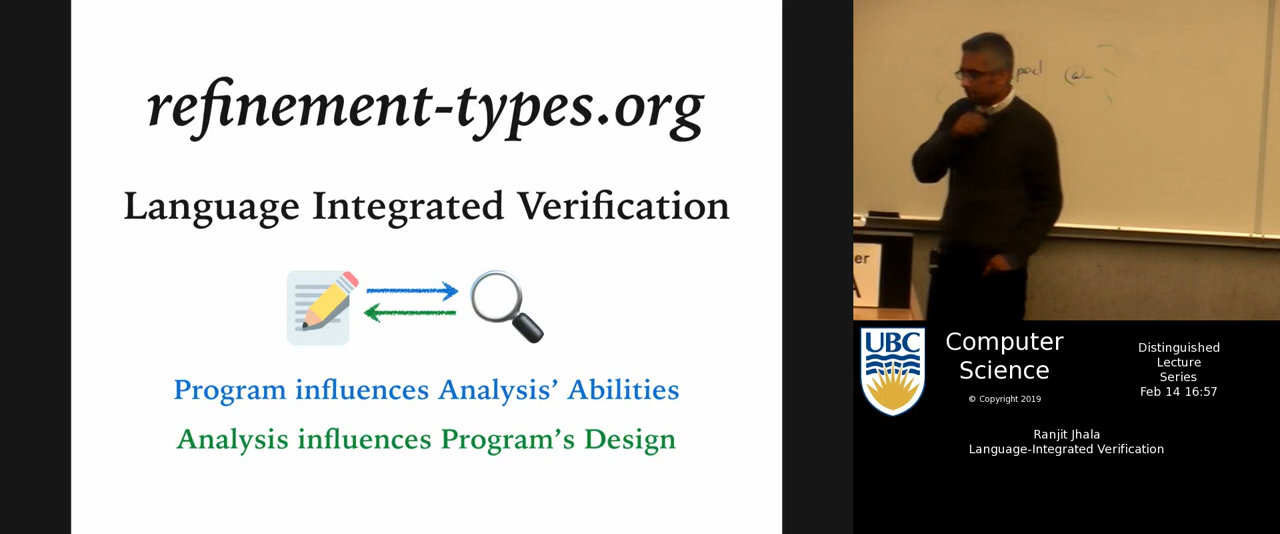 refinement-types.org
Language Integrated Verification
Program influences Analysis’ Abilities
Analysis influences Program’s Design
er
A
UBC
Computer
Science
© Copyright 2019
Distinguished
Lecture
Series
Feb 14 16:57
Ranjit Jhala
Language-Integrated Verification